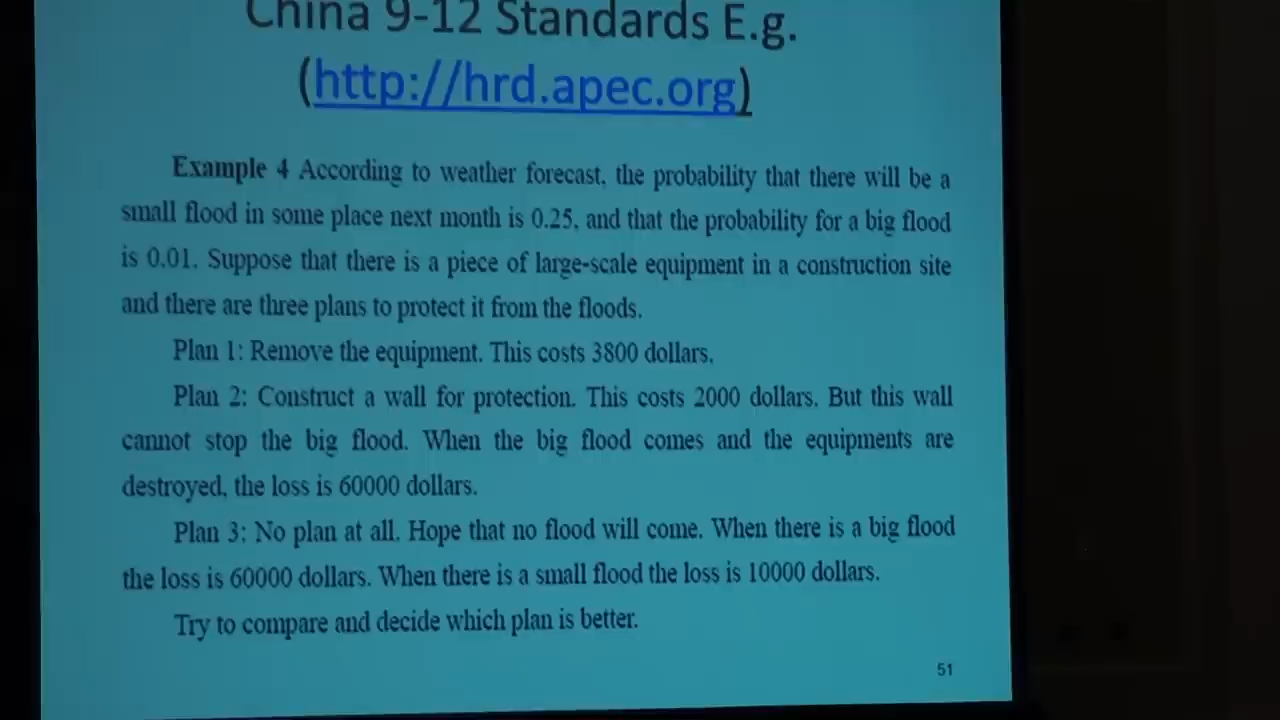 China 9-12 Standards E.g.
(http://hrd.apec.org)
Example 4 According to weather forecast, the probability that there will be a
small flood in some place next month is 0.25, and that the probability for a big flood
is 0.01. Suppose that there is a piece of large-scale equipment in a construction site
and there are three plans to protect it from the floods.
Plan 1: Remove the equipment. This costs 3800 dollars.
Plan 2: Construct a wall for protection. This costs 2000 dollars. But this wall
cannot stop the big flood. When the big flood comes and the equipments are
destroyed, the loss is 60000 dollars.
Plan 3: No plan at all. Hope that no flood will come. When there is a big flood
the loss is 60000 dollars. When there is a small flood the loss is 10000 dollars.
Try to compare and decide which plan is better.
51